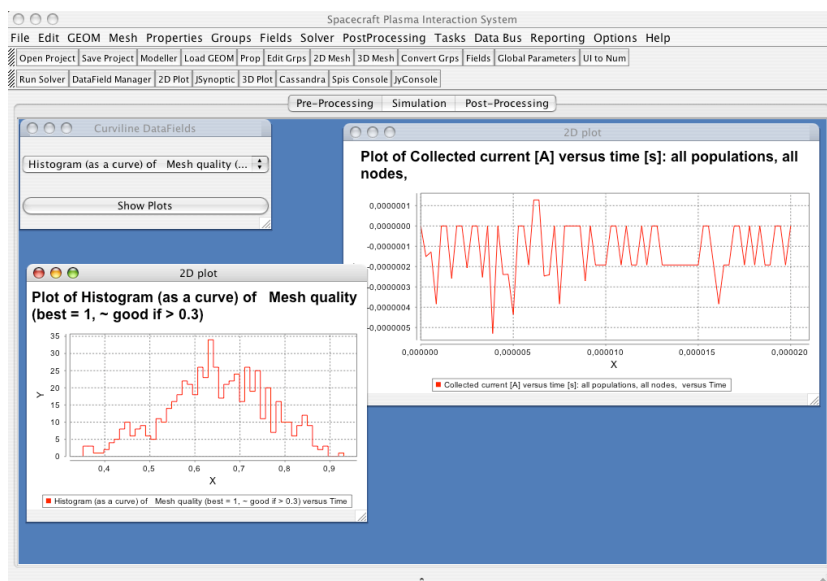 Spacecraft Plasma Interaction System
File Edit GEOM Mesh Properties Groups Fields Solver PostProcessing Tasks Data Bus Reporting Options Help
Open Project Save Project Modeller Load GEOM Prop Edit Grps 2D Mesh 3D Mesh Convert Grps Fields Global Parameters UI to Num
Run Solver DataField Manager 2D Plot JSynoptic 3D Plot Cassandra Spis Console JyConsole
Pre-Processing Simulation Post-Processing
Curviline DataFields
Histogram (as a curve) of Mesh quality (...
Show Plots
2D plot
Plot of Collected current [A] versus time [s]: all populations, all
nodes,
0,0000001
0,0000000
-0,0000001
-0,0000002
-0,0000003
-0,0000004
-0,0000005
0,000000 0,000005 0,000010 0,000015 0,000020
X
Collected current [A] versus time [s]: all populations, all nodes, versus Time
2D plot
Plot of Histogram (as a curve) of Mesh quality
(best = 1, ~ good if > 0.3)
35
30
25
20
15
10
5
0
Y
0,4 0,5 0,6 0,7 0,8 0,9
X
Histogram (as a curve) of Mesh quality (best = 1, ~ good if > 0.3) versus Time